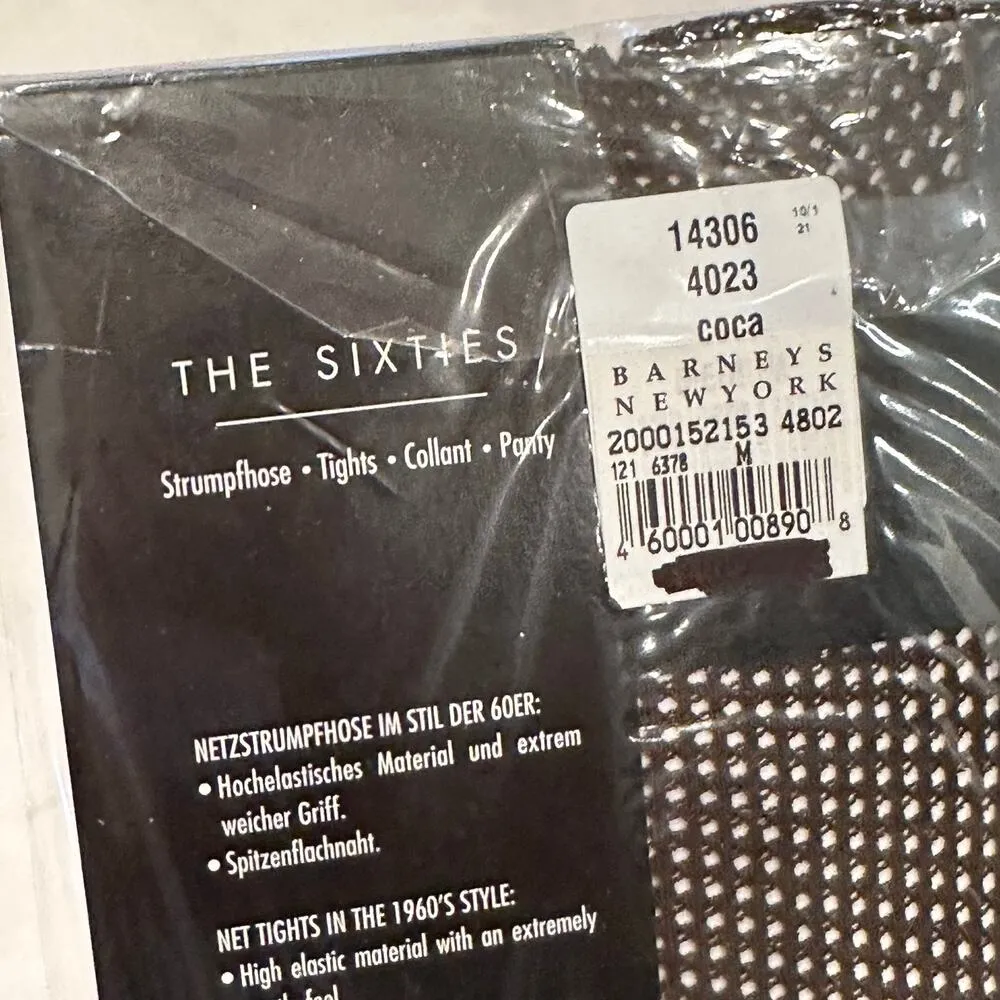 14306
10/1
21
4023
coca
BARNEYS
NEWYORK
2000152153 4802
121 6378 M
4 60001 00890 8
THE SIXTIES
Strumpfhose • Tights • Collant • Panty
NETZSTRUMPFHOSE IM STIL DER 60ER:
• Hochelastisches Material und extrem
weicher Griff.
• Spitzenflachnaht.
NET TIGHTS IN THE 1960'S STYLE:
• High elastic material with an extremely
feel